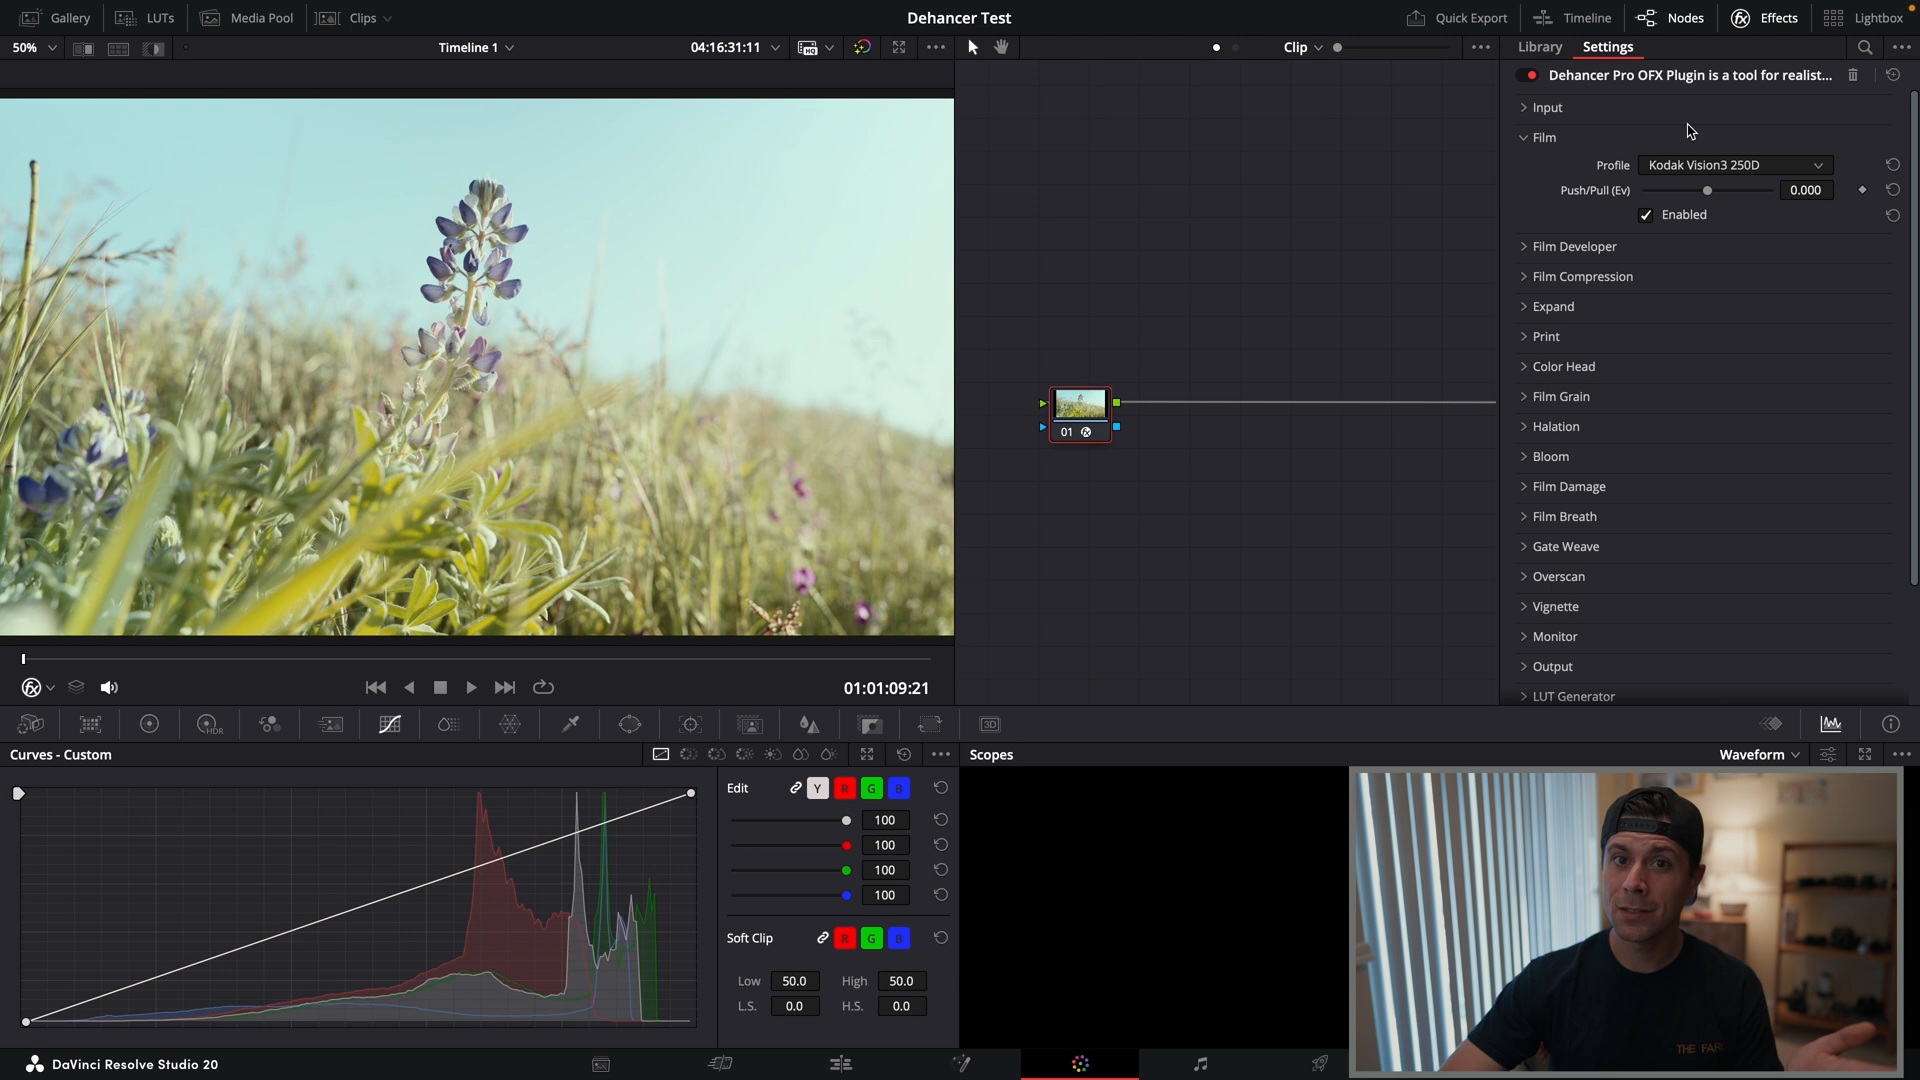 Gallery LUTs Media Pool Clips Dehancer Test Quick Export Timeline Nodes Effects Lightbox
50% Timeline 1 04:16:31:11 HQ Clip Library Settings
Dehancer Pro OFX Plugin is a tool for realist...
Input
Film
Profile Kodak Vision3 250D
Push/Pull (Ev) 0.000
Enabled
Film Developer
Film Compression
Expand
Print
Color Head
Film Grain
Halation
Bloom
Film Damage
Film Breath
Gate Weave
Overscan
Vignette
Monitor
Output
LUT Generator
01
01:01:09:21
HDR 3D
Curves - Custom
Edit Y R G B
100
100
100
100
Soft Clip R G B
Low 50.0 High 50.0
L.S. 0.0 H.S. 0.0
Scopes Waveform
THE FAR
DaVinci Resolve Studio 20